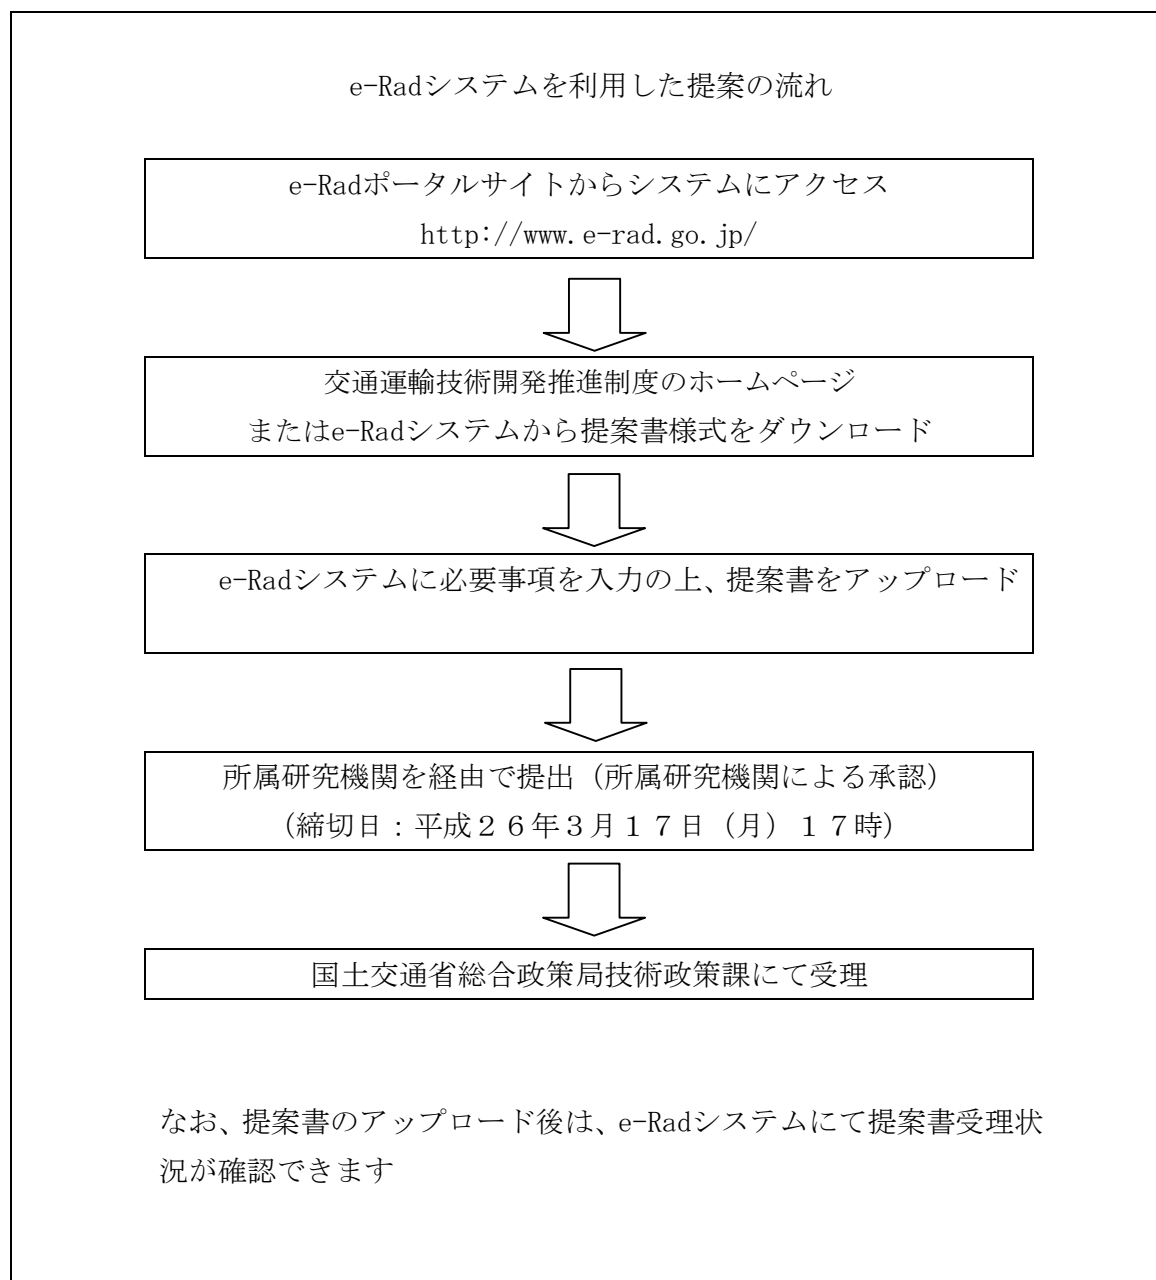 e-Radシステムを利用した提案の流れ
e-Radポータルサイトからシステムにアクセス
http://www.e-rad.go.jp/
交通運輸技術開発推進制度のホームページ
またはe-Radシステムから提案書様式をダウンロード
e-Radシステムに必要事項を入力の上、提案書をアップロード
所属研究機関を経由で提出（所属研究機関による承認）
（締切日：平成２６年３月１７日（月）１７時）
国土交通省総合政策局技術政策課にて受理
なお、提案書のアップロード後は、e-Radシステムにて提案書受理状
況が確認できます